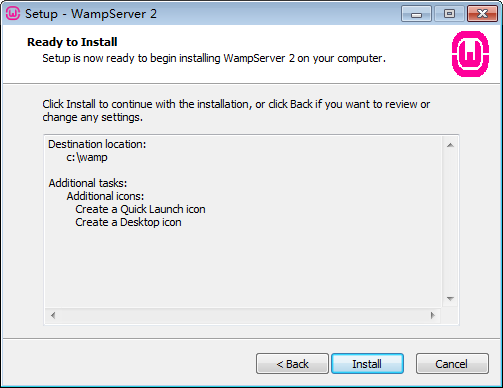 Setup - WampServer 2
Ready to Install
Setup is now ready to begin installing WampServer 2 on your computer.
Click Install to continue with the installation, or click Back if you want to review or
change any settings.
Destination location:
c:\wamp
Additional tasks:
Additional icons:
Create a Quick Launch icon
Create a Desktop icon
< Back
Install
Cancel